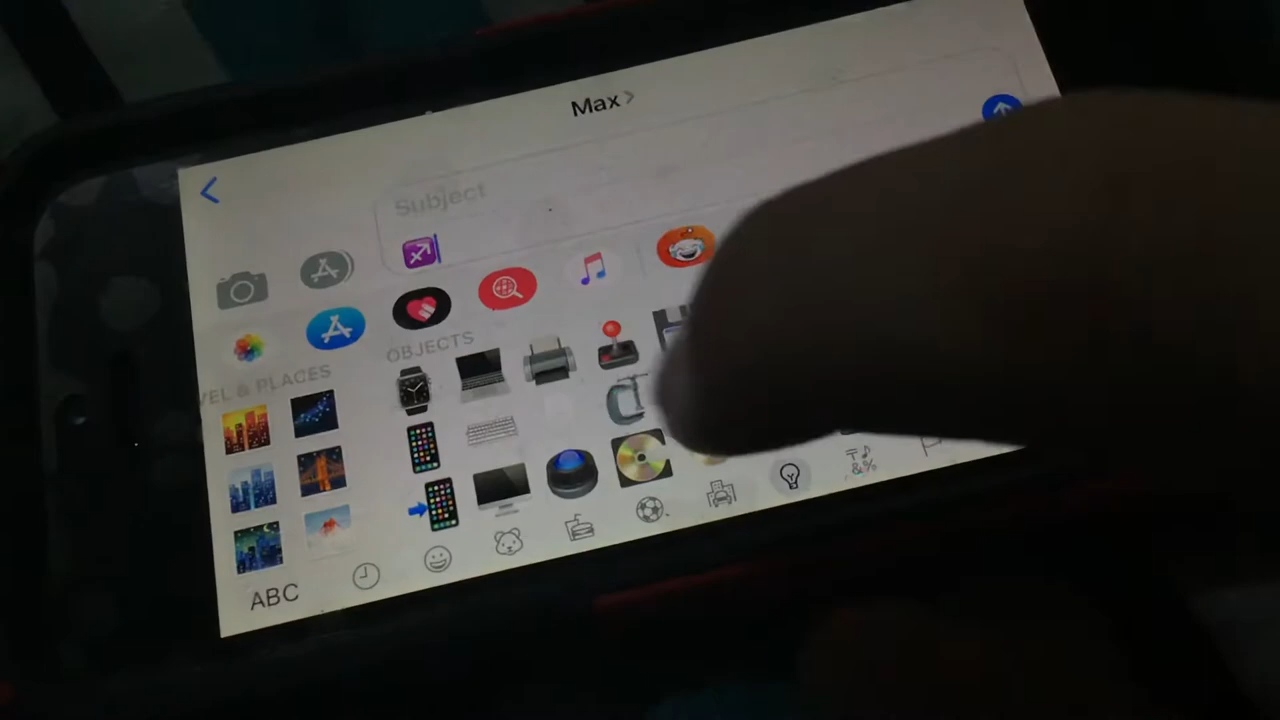 Max >
Subject
VEL & PLACES
OBJECTS
ABC
&%